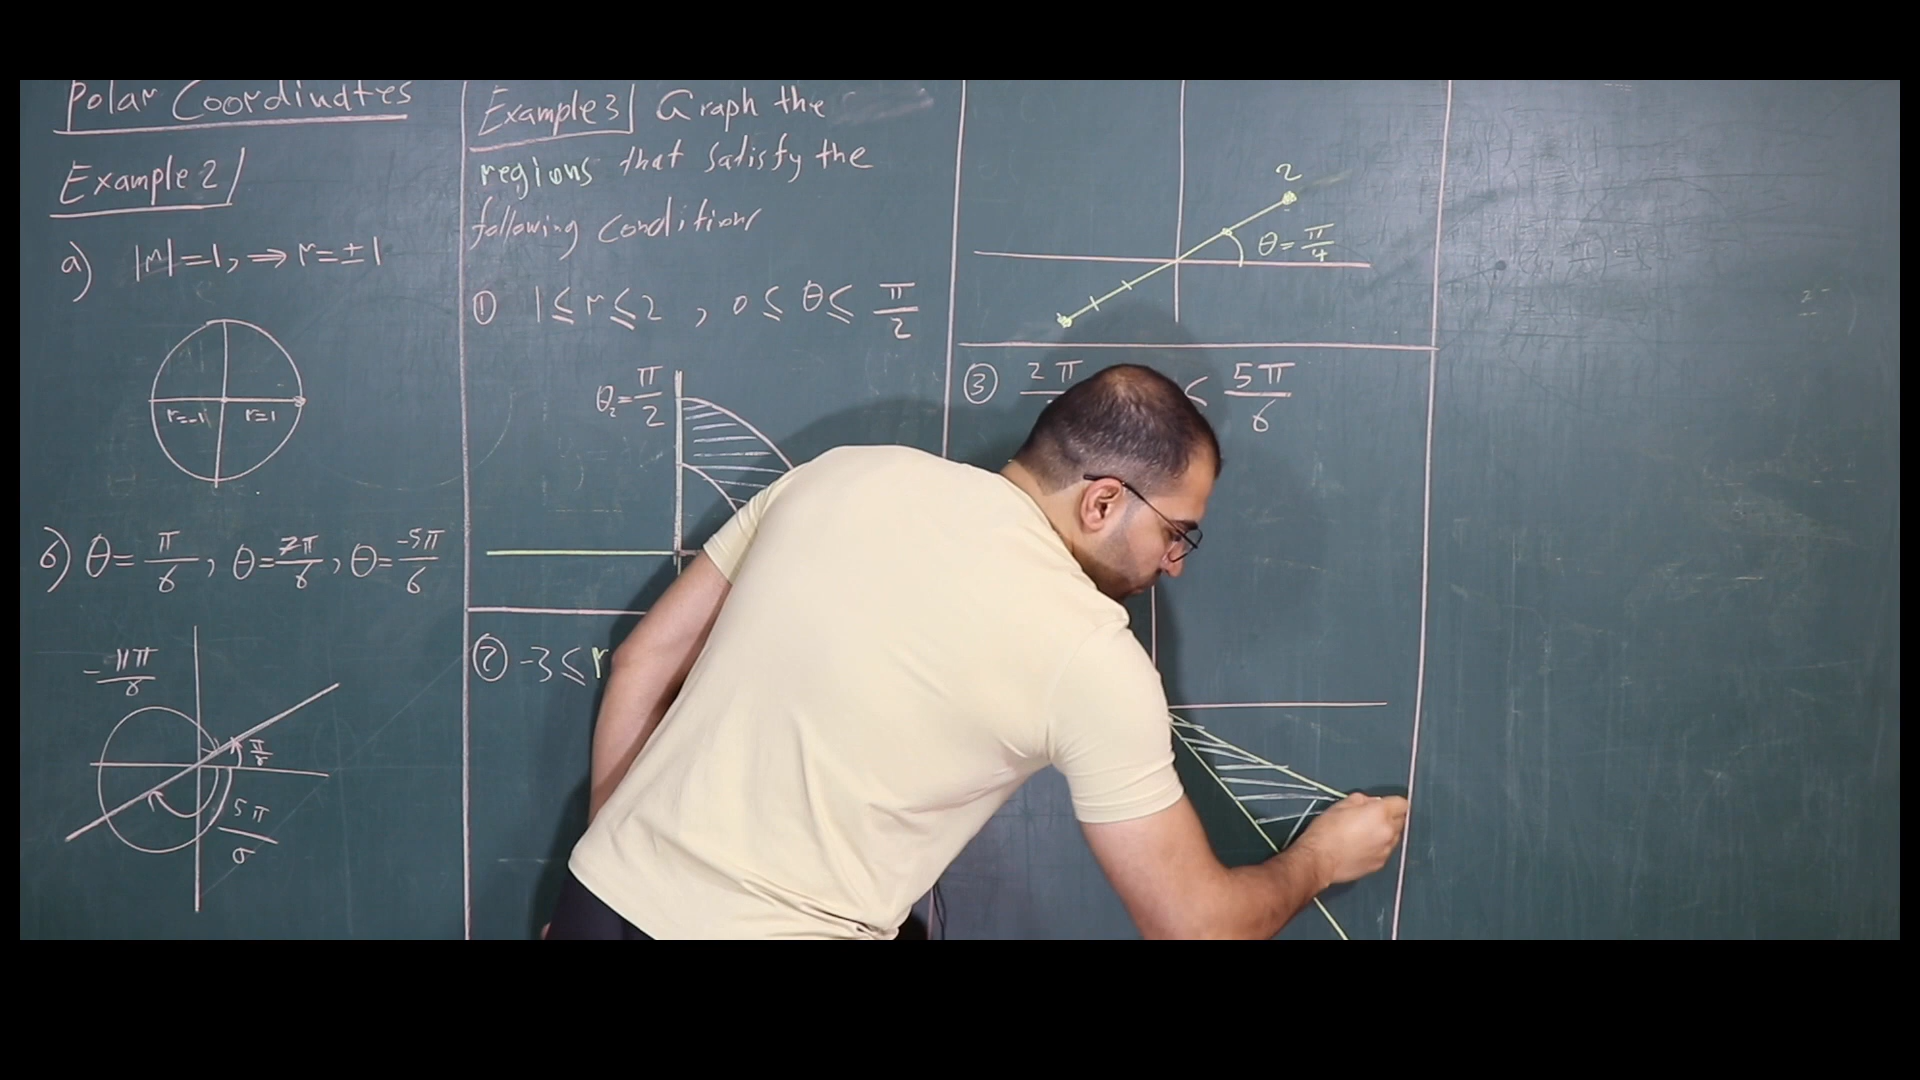 Polar Coordinates
Example 2
a) |r|=1, ⇒ r=±1
r=-1 r=1
b) θ=π/6, θ=7π/6, θ=-5π/6
-11π/6
π/6
5π/6
Example 3 Graph the
regions that satisfy the
following conditions
① 1≤r≤2, 0≤θ≤π/2
θ₂=π/2
② -3≤r
2
θ=π/4
③ 2π ≤ 5π/6